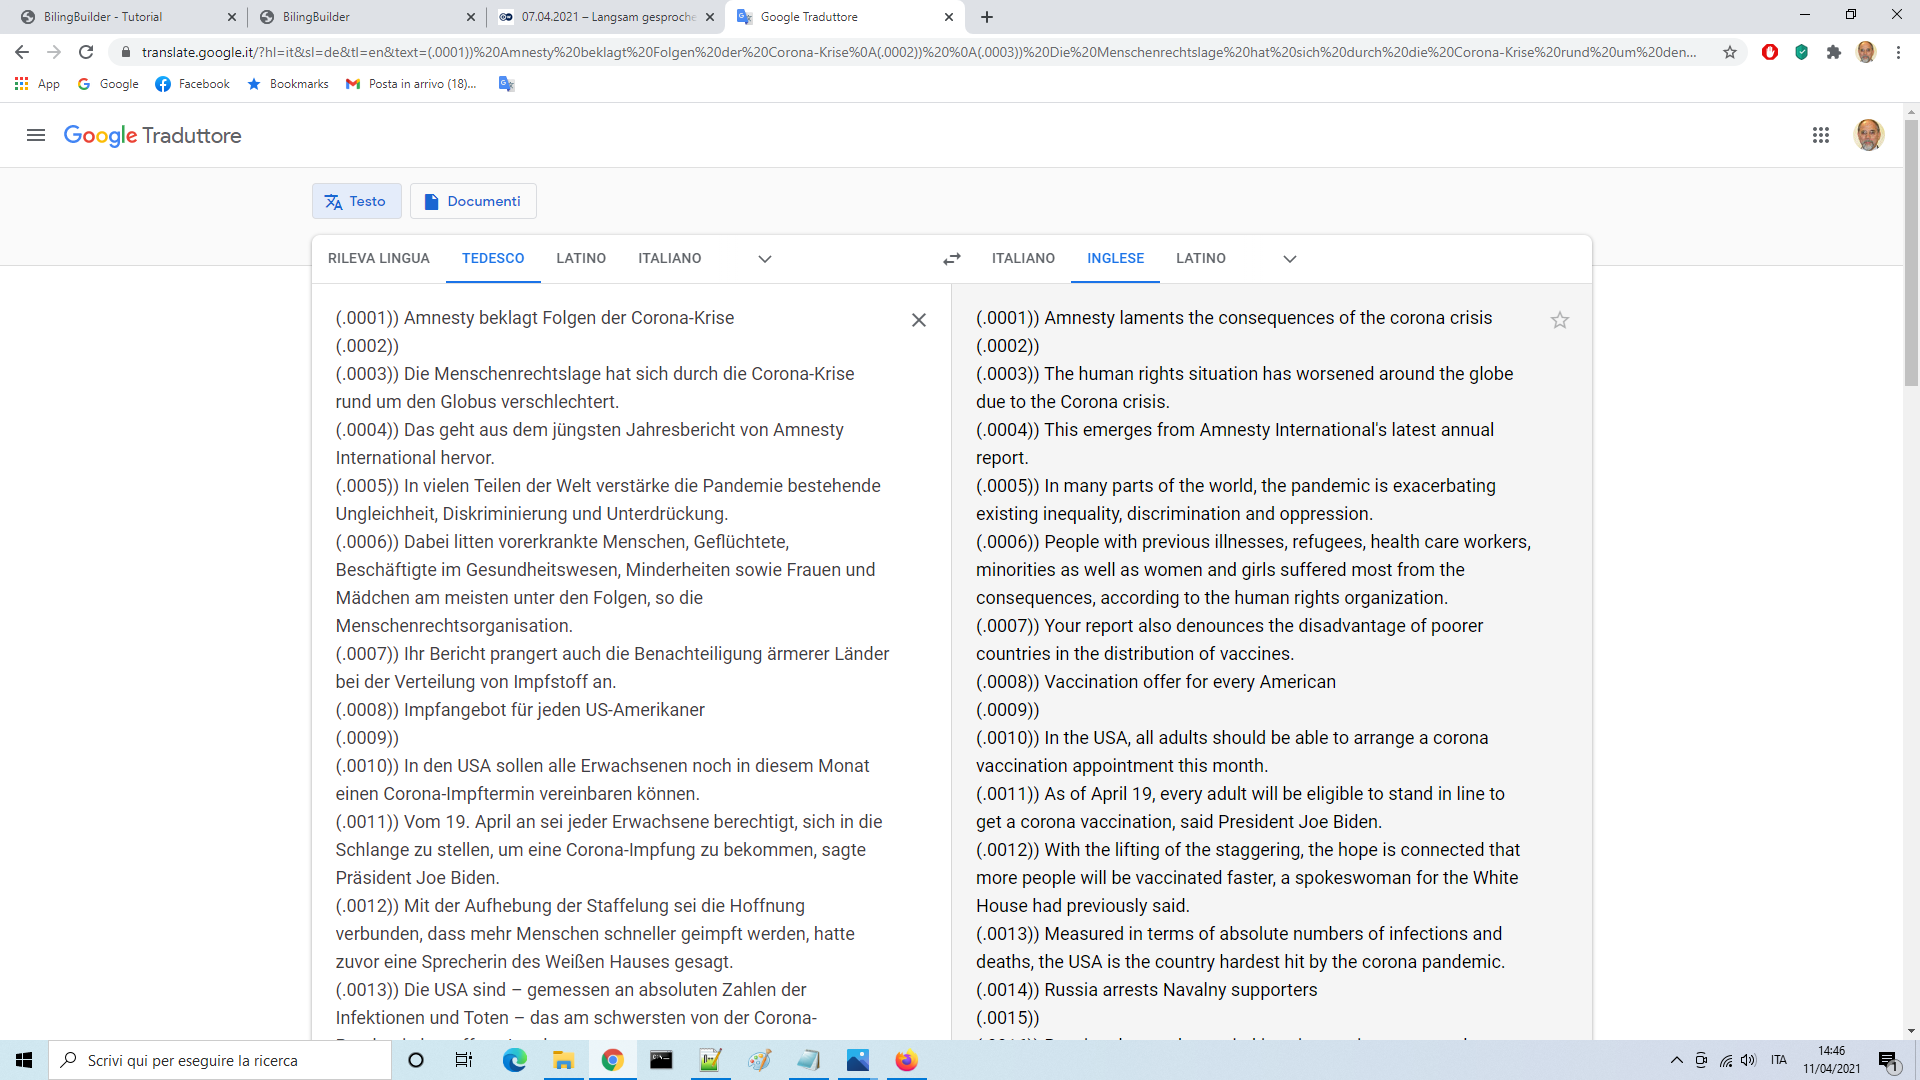 BilingBuilder - Tutorial
BilingBuilder
07.04.2021 – Langsam gesproche
Google Traduttore
translate.google.it/?hl=it&sl=de&tl=en&text=(.0001))%20Amnesty%20beklagt%20Folgen%20der%20Corona-Krise%0A(.0002))%20%0A(.0003))%20Die%20Menschenrechtslage%20hat%20sich%20durch%20die%20Corona-Krise%20rund%20um%20den...
App
Google
Facebook
Bookmarks
Posta in arrivo (18)...
Google Traduttore
Testo
Documenti
RILEVA LINGUA
TEDESCO
LATINO
ITALIANO
ITALIANO
INGLESE
LATINO
(.0001)) Amnesty beklagt Folgen der Corona-Krise
(.0002))
(.0003)) Die Menschenrechtslage hat sich durch die Corona-Krise
rund um den Globus verschlechtert.
(.0004)) Das geht aus dem jüngsten Jahresbericht von Amnesty
International hervor.
(.0005)) In vielen Teilen der Welt verstärke die Pandemie bestehende
Ungleichheit, Diskriminierung und Unterdrückung.
(.0006)) Dabei litten vorerkrankte Menschen, Geflüchtete,
Beschäftigte im Gesundheitswesen, Minderheiten sowie Frauen und
Mädchen am meisten unter den Folgen, so die
Menschenrechtsorganisation.
(.0007)) Ihr Bericht prangert auch die Benachteiligung ärmerer Länder
bei der Verteilung von Impfstoff an.
(.0008)) Impfangebot für jeden US-Amerikaner
(.0009))
(.0010)) In den USA sollen alle Erwachsenen noch in diesem Monat
einen Corona-Impftermin vereinbaren können.
(.0011)) Vom 19. April an sei jeder Erwachsene berechtigt, sich in die
Schlange zu stellen, um eine Corona-Impfung zu bekommen, sagte
Präsident Joe Biden.
(.0012)) Mit der Aufhebung der Staffelung sei die Hoffnung
verbunden, dass mehr Menschen schneller geimpft werden, hatte
zuvor eine Sprecherin des Weißen Hauses gesagt.
(.0013)) Die USA sind – gemessen an absoluten Zahlen der
Infektionen und Toten – das am schwersten von der Corona-
(.0001)) Amnesty laments the consequences of the corona crisis
(.0002))
(.0003)) The human rights situation has worsened around the globe
due to the Corona crisis.
(.0004)) This emerges from Amnesty International's latest annual
report.
(.0005)) In many parts of the world, the pandemic is exacerbating
existing inequality, discrimination and oppression.
(.0006)) People with previous illnesses, refugees, health care workers,
minorities as well as women and girls suffered most from the
consequences, according to the human rights organization.
(.0007)) Your report also denounces the disadvantage of poorer
countries in the distribution of vaccines.
(.0008)) Vaccination offer for every American
(.0009))
(.0010)) In the USA, all adults should be able to arrange a corona
vaccination appointment this month.
(.0011)) As of April 19, every adult will be eligible to stand in line to
get a corona vaccination, said President Joe Biden.
(.0012)) With the lifting of the staggering, the hope is connected that
more people will be vaccinated faster, a spokeswoman for the White
House had previously said.
(.0013)) Measured in terms of absolute numbers of infections and
deaths, the USA is the country hardest hit by the corona pandemic.
(.0014)) Russia arrests Navalny supporters
(.0015))
Scrivi qui per eseguire la ricerca
ITA
14:46
11/04/2021
1